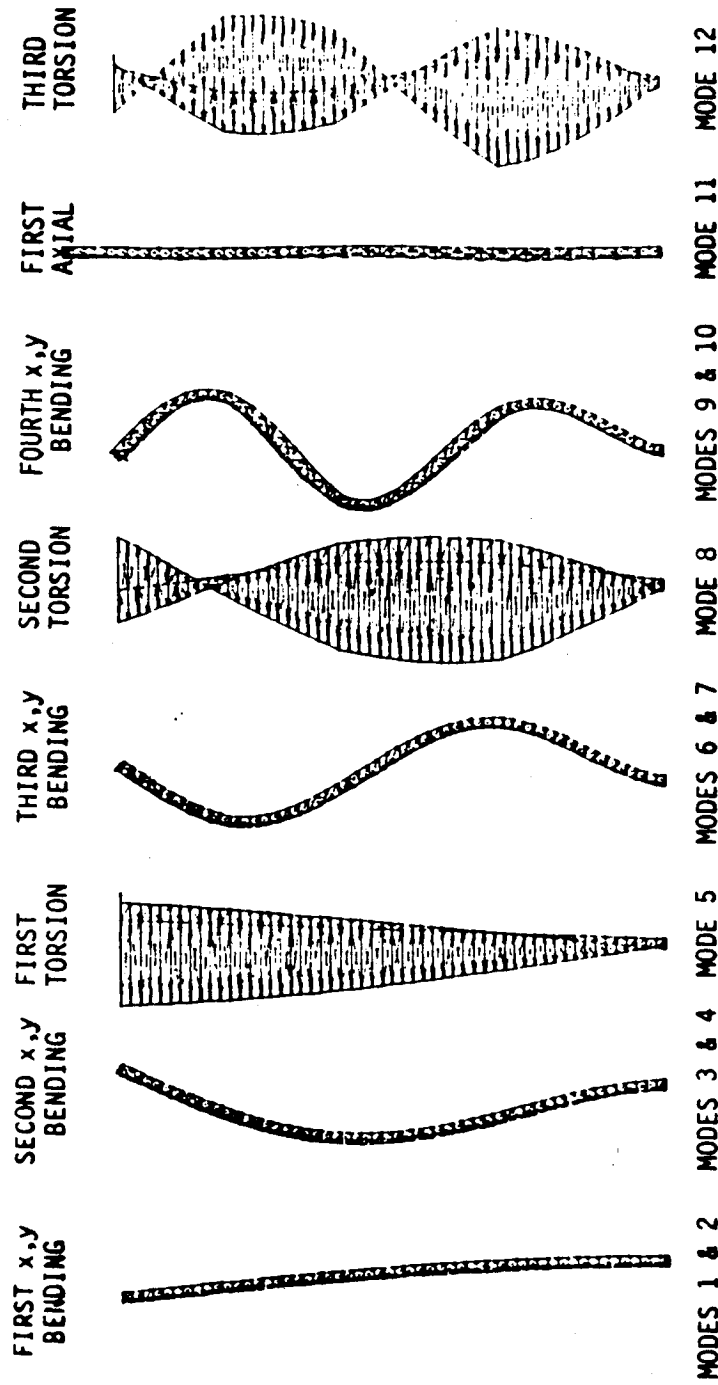 FIRST x,y
BENDING
SECOND x,y
BENDING
FIRST
TORSION
THIRD x,y
BENDING
SECOND
TORSION
FOURTH x,y
BENDING
FIRST
AXIAL
THIRD
TORSION
MODES 1 & 2
MODES 3 & 4
MODE 5
MODES 6 & 7
MODE 8
MODES 9 & 10
MODE 11
MODE 12